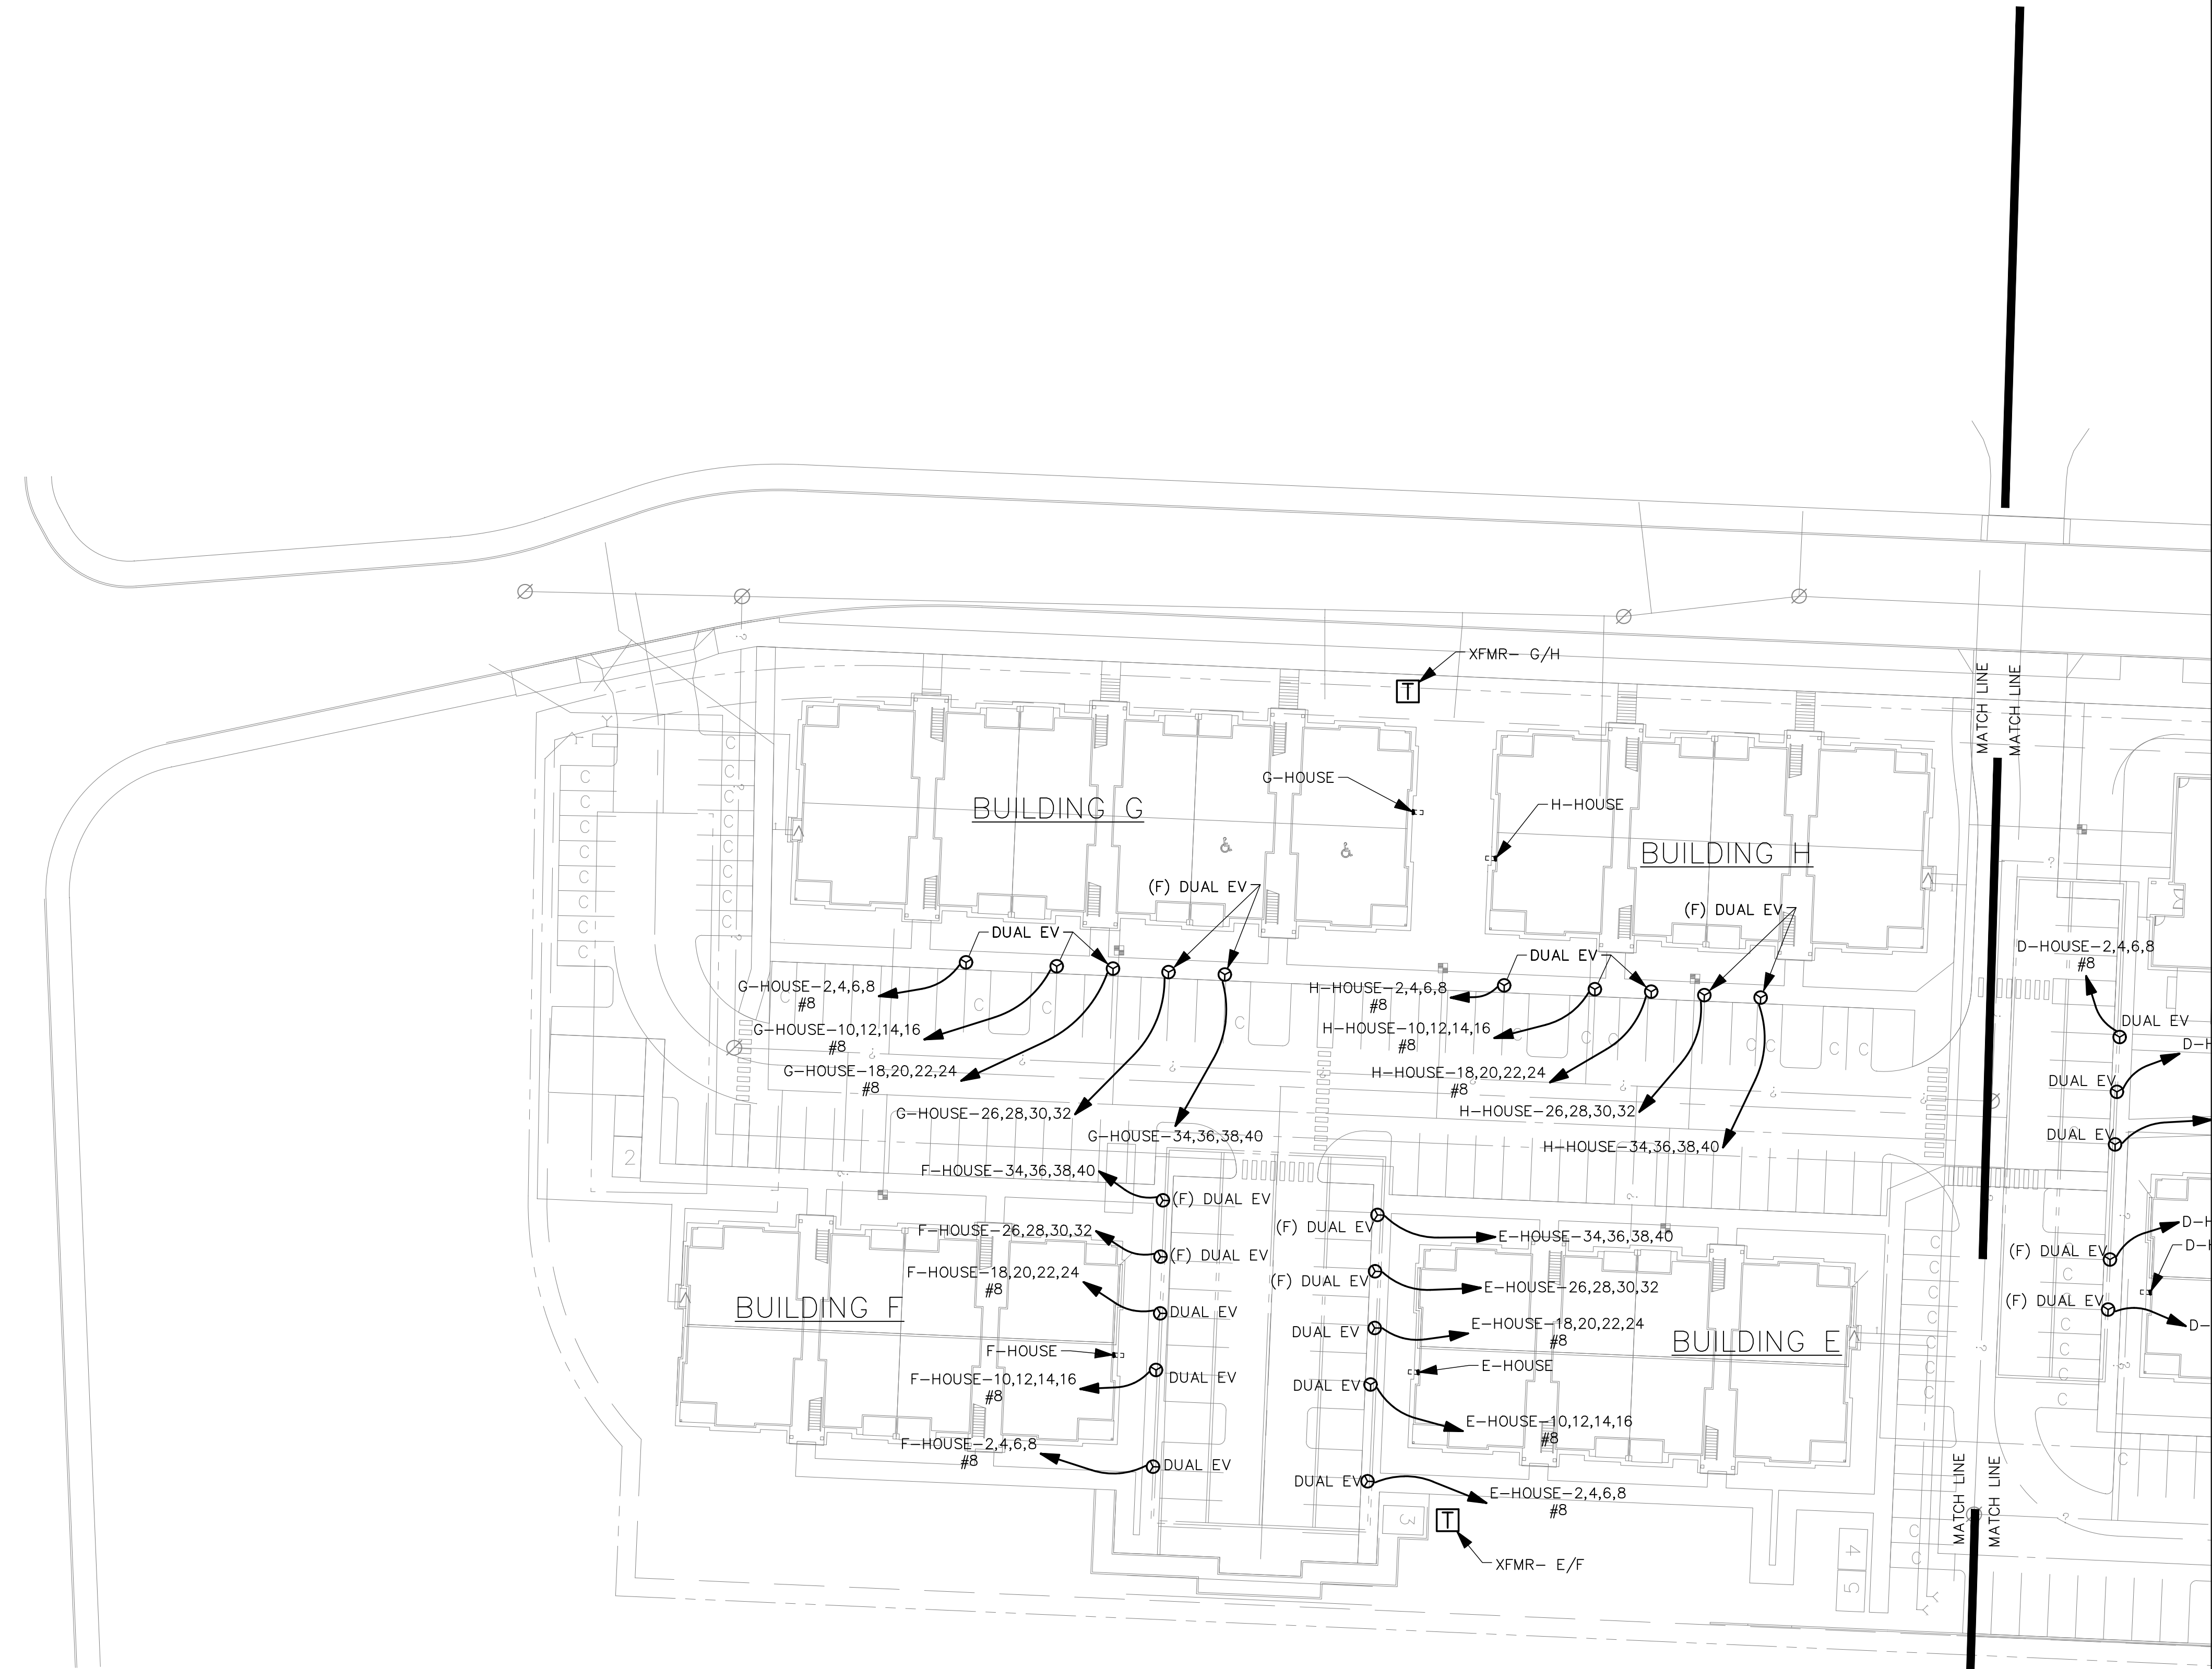 XFMR- G/H
MATCH LINE
MATCH LINE
G-HOUSE
H-HOUSE
BUILDING G
BUILDING H
(F) DUAL EV
(F) DUAL EV
DUAL EV
DUAL EV
D-HOUSE-2,4,6,8
#8
G-HOUSE-2,4,6,8
#8
H-HOUSE-2,4,6,8
#8
DUAL EV
G-HOUSE-10,12,14,16
#8
H-HOUSE-10,12,14,16
#8
D-H
G-HOUSE-18,20,22,24
#8
H-HOUSE-18,20,22,24
#8
DUAL EV
G-HOUSE-26,28,30,32
H-HOUSE-26,28,30,32
G-HOUSE-34,36,38,40
H-HOUSE-34,36,38,40
DUAL EV
2
F-HOUSE-34,36,38,40
(F) DUAL EV
(F) DUAL EV
E-HOUSE-34,36,38,40
D-H
F-HOUSE-26,28,30,32
(F) DUAL EV
(F) DUAL EV
E-HOUSE-26,28,30,32
(F) DUAL EV
D-H
F-HOUSE-18,20,22,24
#8
DUAL EV
DUAL EV
E-HOUSE-18,20,22,24
#8
(F) DUAL EV
D-
BUILDING F
BUILDING E
F-HOUSE
E-HOUSE
F-HOUSE-10,12,14,16
#8
DUAL EV
DUAL EV
E-HOUSE-10,12,14,16
#8
F-HOUSE-2,4,6,8
#8
DUAL EV
DUAL EV
E-HOUSE-2,4,6,8
#8
MATCH LINE
MATCH LINE
3
XFMR- E/F
4
5